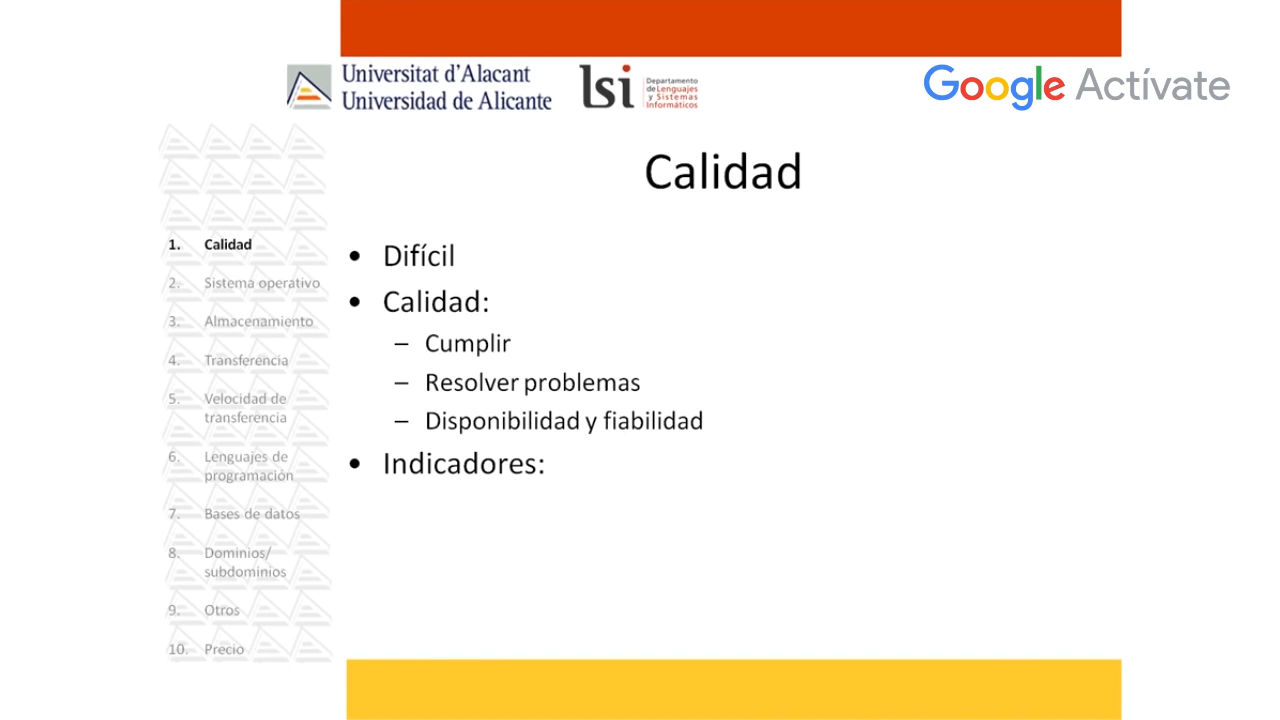 Universitat d'Alacant
Universidad de Alicante
lsi
Departamento
de Lenguajes
y Sistemas
Informáticos
Google Actívate
Calidad
1. Calidad
2. Sistema operativo
3. Almacenamiento
4. Transferencia
5. Velocidad de
transferencia
6. Lenguajes de
programación
7. Bases de datos
8. Dominios/
subdominios
9. Otros
10. Precio
• Difícil
• Calidad:
– Cumplir
– Resolver problemas
– Disponibilidad y fiabilidad
• Indicadores: